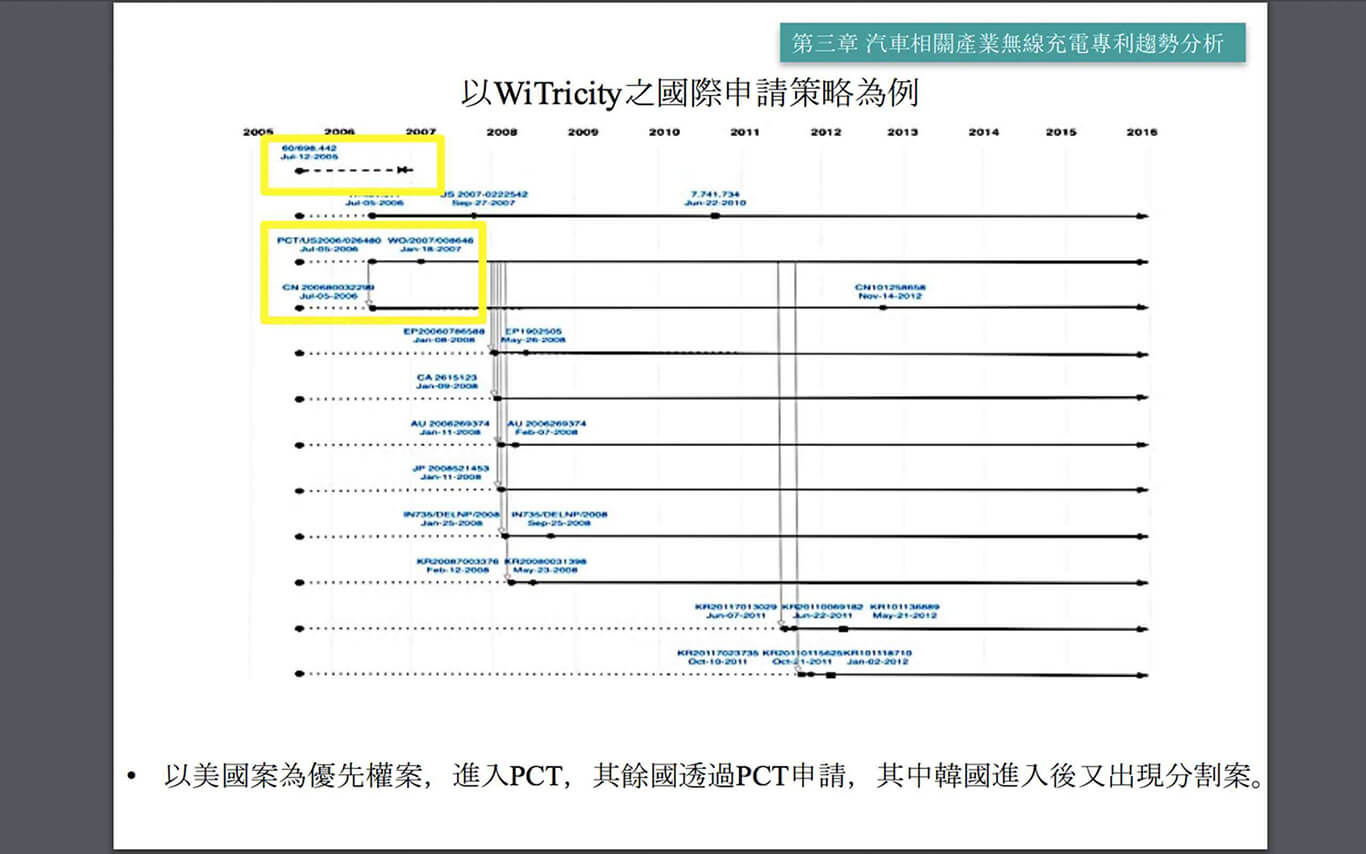 第三章 汽車相關產業無線充電專利趨勢分析
以WiTricity之國際申請策略為例
2005 2006 2007 2008 2009 2010 2011 2012 2013 2014 2015 2016
60/698.442
Jul-12-2005
US 2007-0222542 7.741.734
Jul-05-2006 Sep-27-2007 Jun-22-2010
PCT/US2006/026480 WO/2007/008646
Jul-05-2006 Jan-18-2007
CN 200680032299 CN101258658
Jul-05-2006 Nov-14-2012
EP20060786588 EP1902505
Jan-08-2008 May-26-2008
CA 2615123
Jan-09-2008
AU 2006269374 AU 2006269374
Jan-11-2008 Feb-07-2008
JP 2008521453
Jan-11-2008
IN735/DELNP/2008 IN735/DELNP/2008
Jan-25-2008 Sep-25-2008
KR20087003376 KR20080031398
Feb-12-2008 May-23-2008
KR20117013029 KR20110069182 KR101136889
Jun-07-2011 Jun-22-2011 May-21-2012
KR20117023735 KR20110115625 KR101118710
Oct-10-2011 Oct-21-2011 Jan-02-2012
• 以美國案為優先權案，進入PCT，其餘國透過PCT申請，其中韓國進入後又出現分割案。